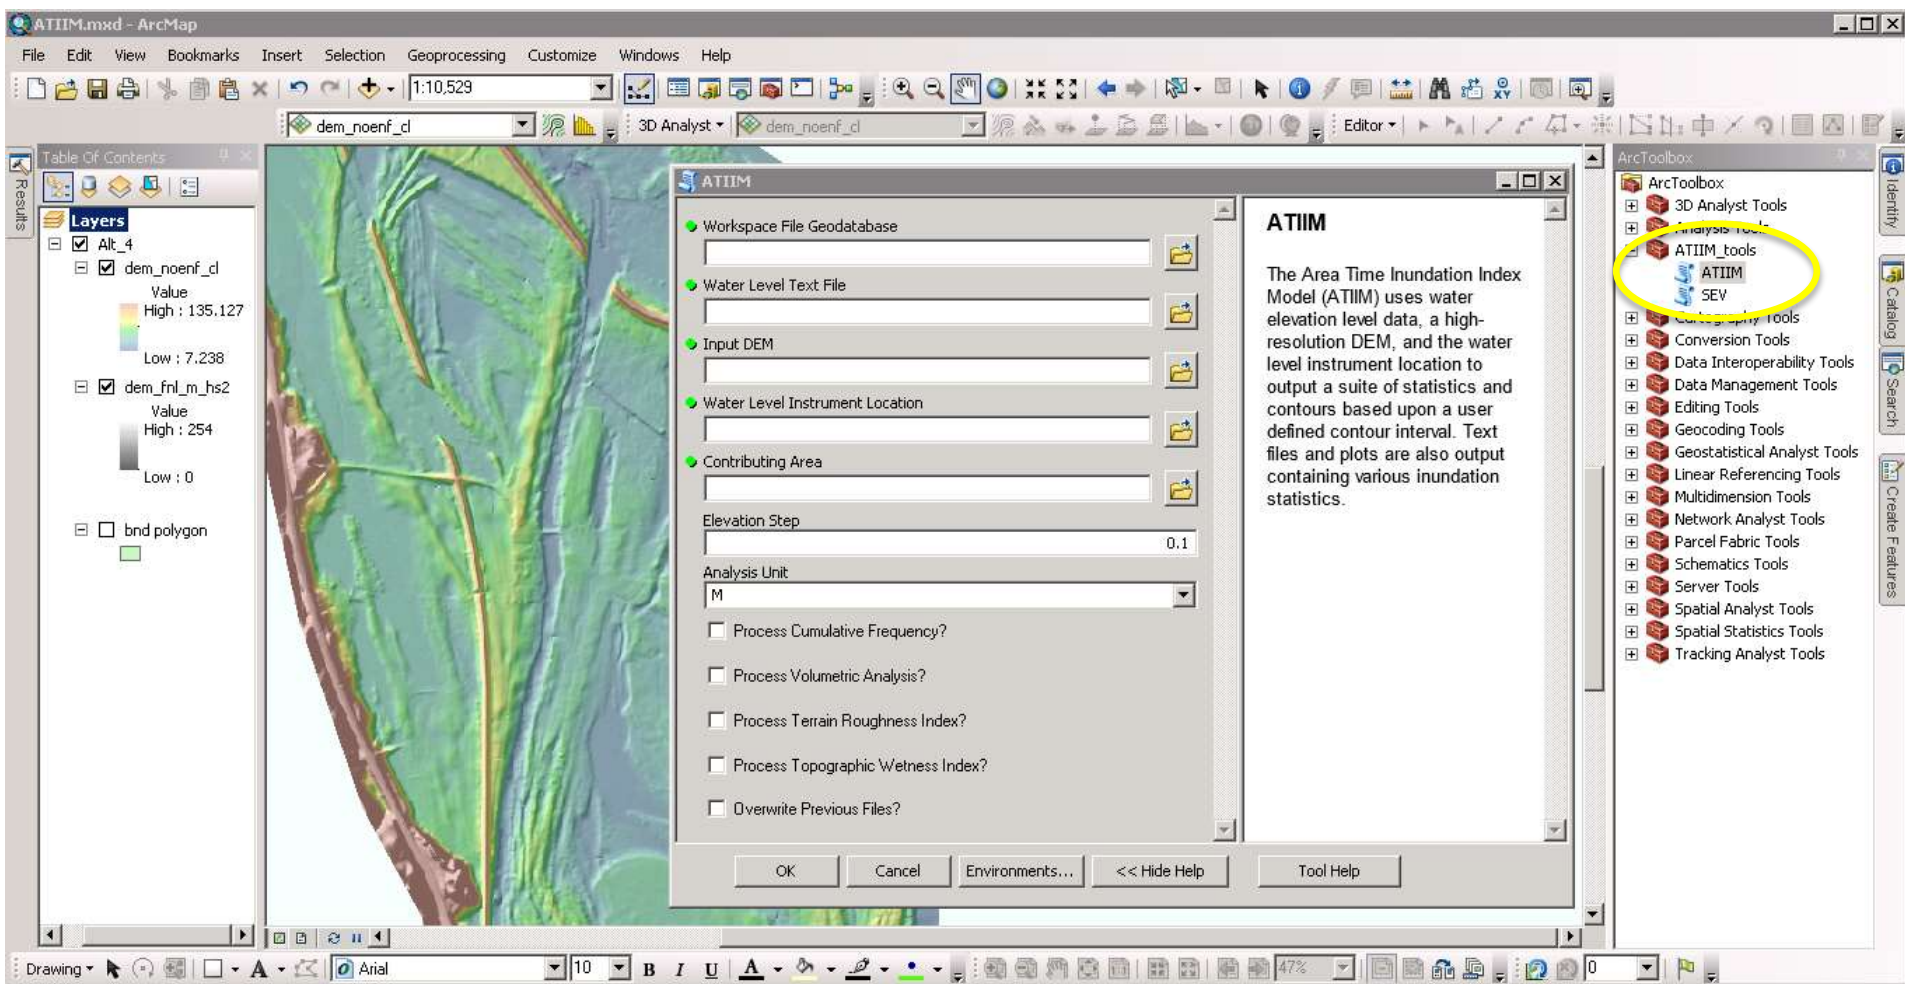 ATIIM.mxd - ArcMap
File Edit View Bookmarks Insert Selection Geoprocessing Customize Windows Help
1:10,529
dem_noenf_cl
3D Analyst
dem_noenf_cl
Editor
Table Of Contents
Results
Layers
Alt_4
dem_noenf_cl
Value
High : 135.127
Low : 7.238
dem_fnl_m_hs2
Value
High : 254
Low : 0
bnd polygon
ATIIM
Workspace File Geodatabase
Water Level Text File
Input DEM
Water Level Instrument Location
Contributing Area
Elevation Step
0.1
Analysis Unit
M
Process Cumulative Frequency?
Process Volumetric Analysis?
Process Terrain Roughness Index?
Process Topographic Wetness Index?
Overwrite Previous Files?
OK Cancel Environments... << Hide Help Tool Help
ATIIM
The Area Time Inundation Index
Model (ATIIM) uses water
elevation level data, a high-
resolution DEM, and the water
level instrument location to
output a suite of statistics and
contours based upon a user
defined contour interval. Text
files and plots are also output
containing various inundation
statistics.
ArcToolbox
ArcToolbox
3D Analyst Tools
Analysis Tools
ATIIM_tools
ATIIM
SEV
Cartography Tools
Conversion Tools
Data Interoperability Tools
Data Management Tools
Editing Tools
Geocoding Tools
Geostatistical Analyst Tools
Linear Referencing Tools
Multidimension Tools
Network Analyst Tools
Parcel Fabric Tools
Schematics Tools
Server Tools
Spatial Analyst Tools
Spatial Statistics Tools
Tracking Analyst Tools
Identify
Catalog
Search
Create Features
Drawing
A
Arial
10
B I U A
47%
0